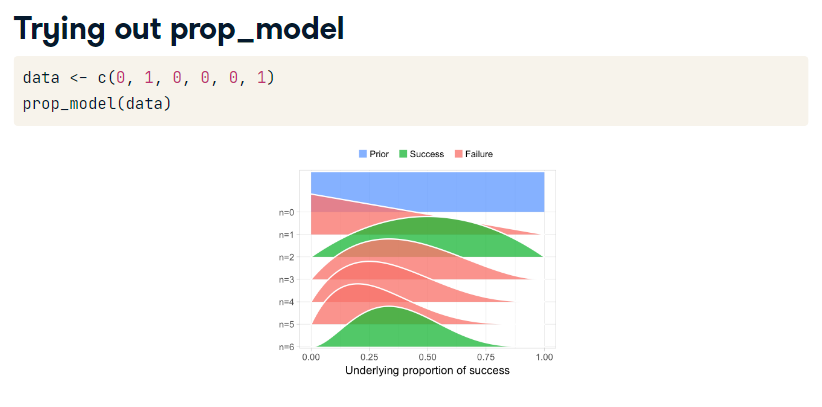 Trying out prop_model
data <- c(0, 1, 0, 0, 0, 1)
prop_model(data)
Prior Success Failure
n=0
n=1
n=2
n=3
n=4
n=5
n=6
0.00 0.25 0.50 0.75 1.00
Underlying proportion of success